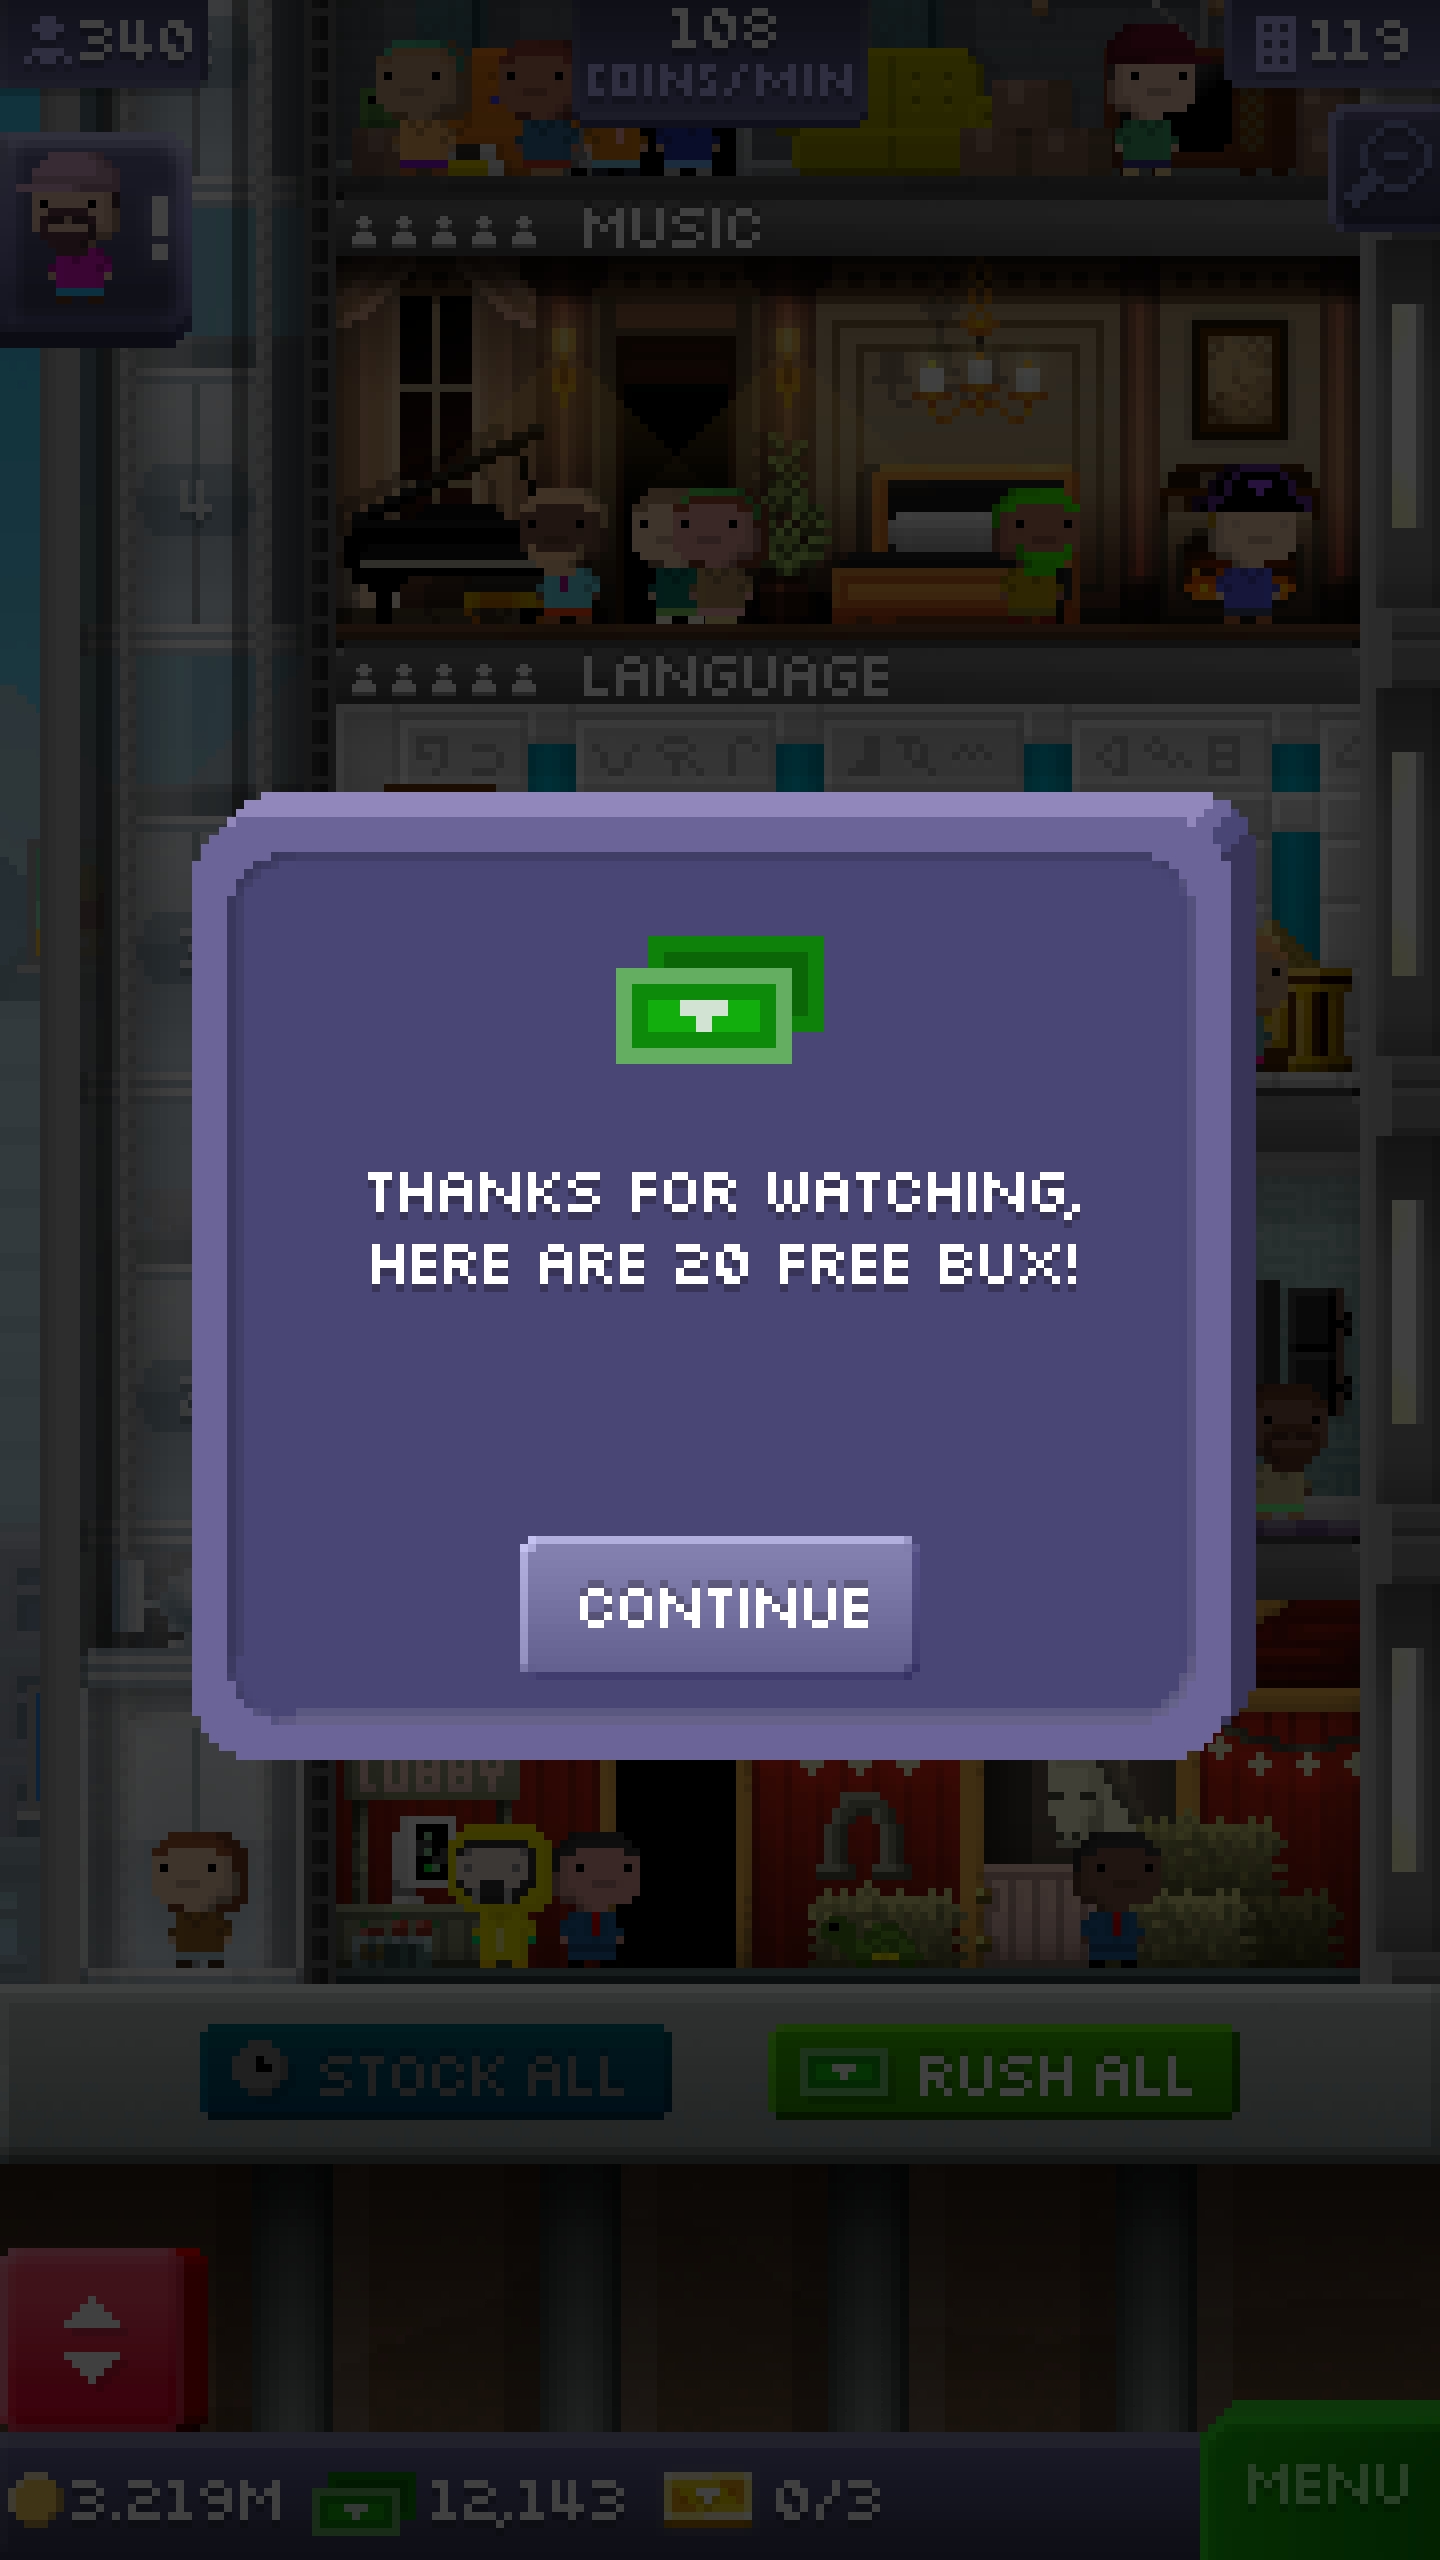 340
108
COINS/MIN
119
!
MUSIC
4
LANGUAGE
THANKS FOR WATCHING,
HERE ARE 20 FREE BUX!
CONTINUE
LOBBY
STOCK ALL
RUSH ALL
3.219M
12,143
0/3
MENU